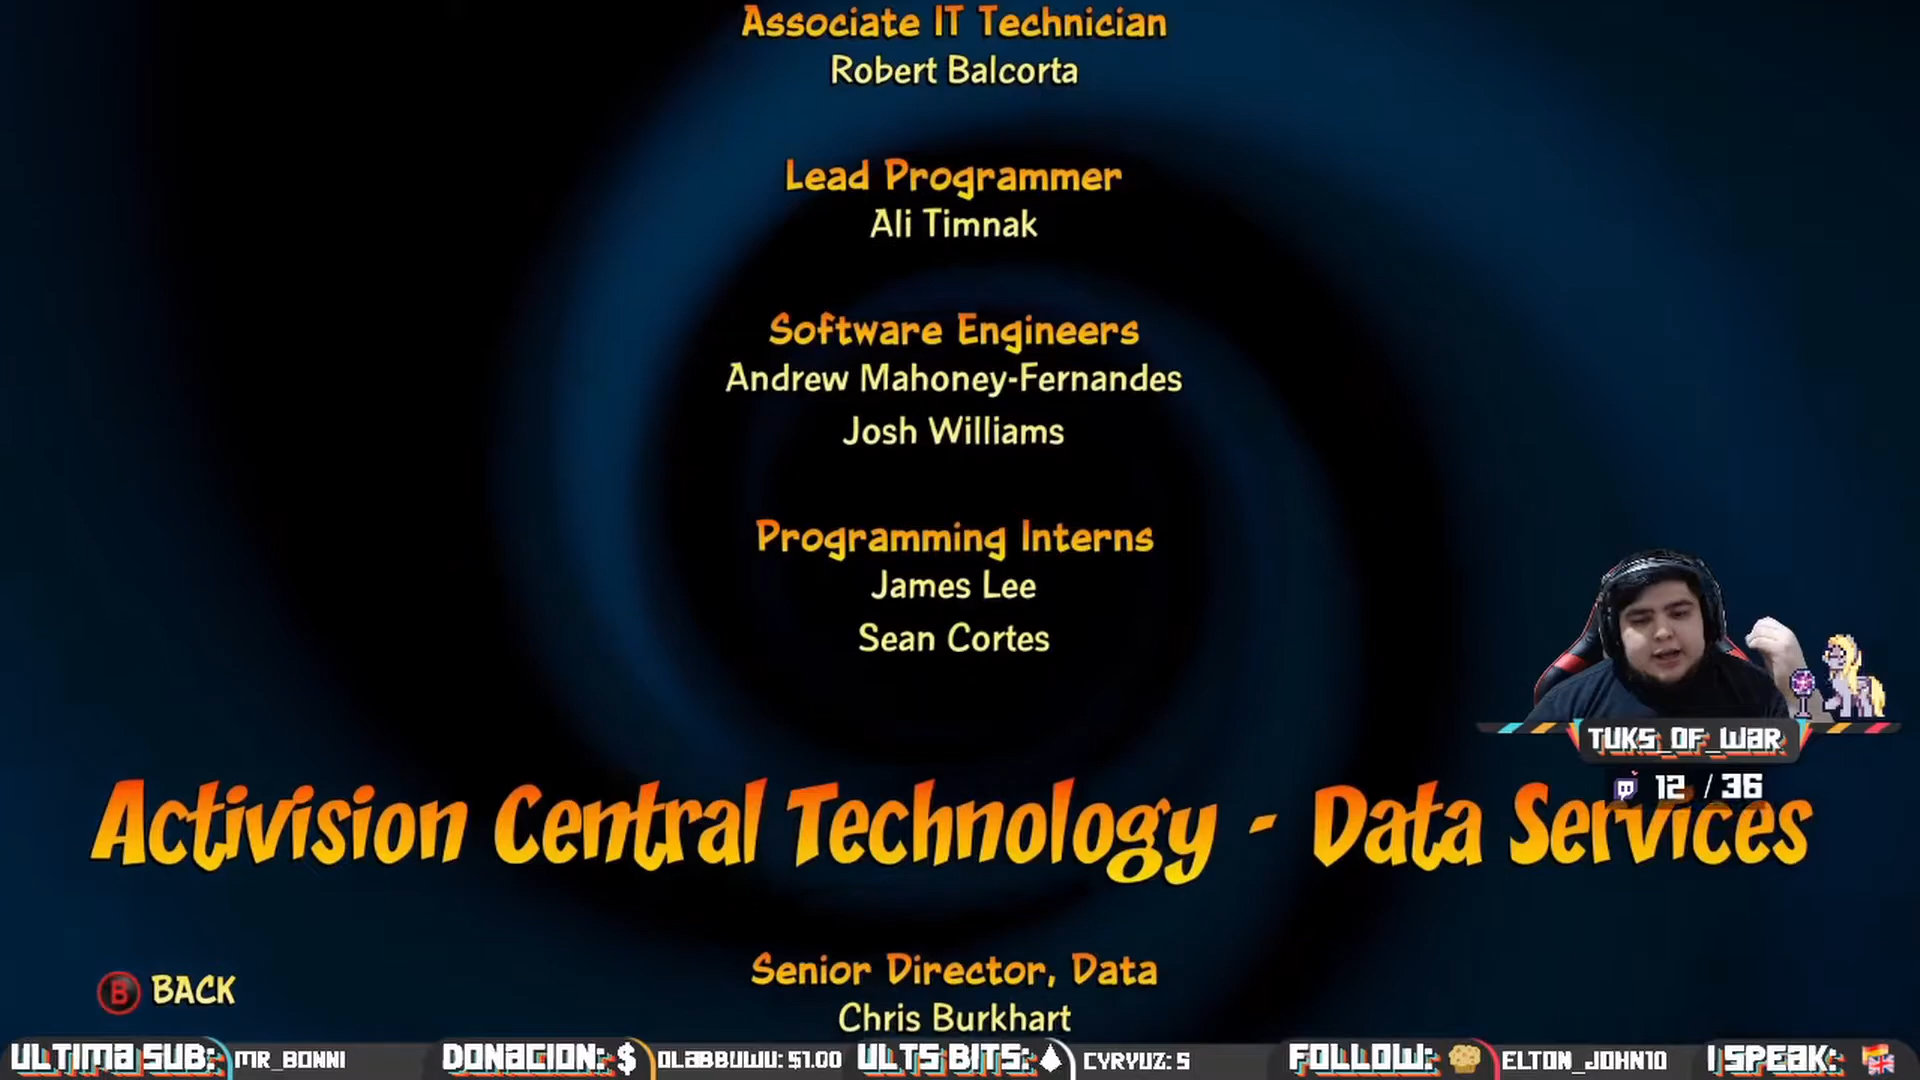 Associate IT Technician
Robert Balcorta
Lead Programmer
Ali Timnak
Software Engineers
Andrew Mahoney-Fernandes
Josh Williams
Programming Interns
James Lee
Sean Cortes
TUKS_OF_WAR
12 / 36
Activision Central Technology - Data Services
Senior Director, Data
Chris Burkhart
B BACK
ULTIMA SUB: MR_BONNI DONACION: $ OLABBUWU: $1.00 ULTS BITS: CYRYUZ: 5 FOLLOW: ELTON_JOHN10 I SPEAK: